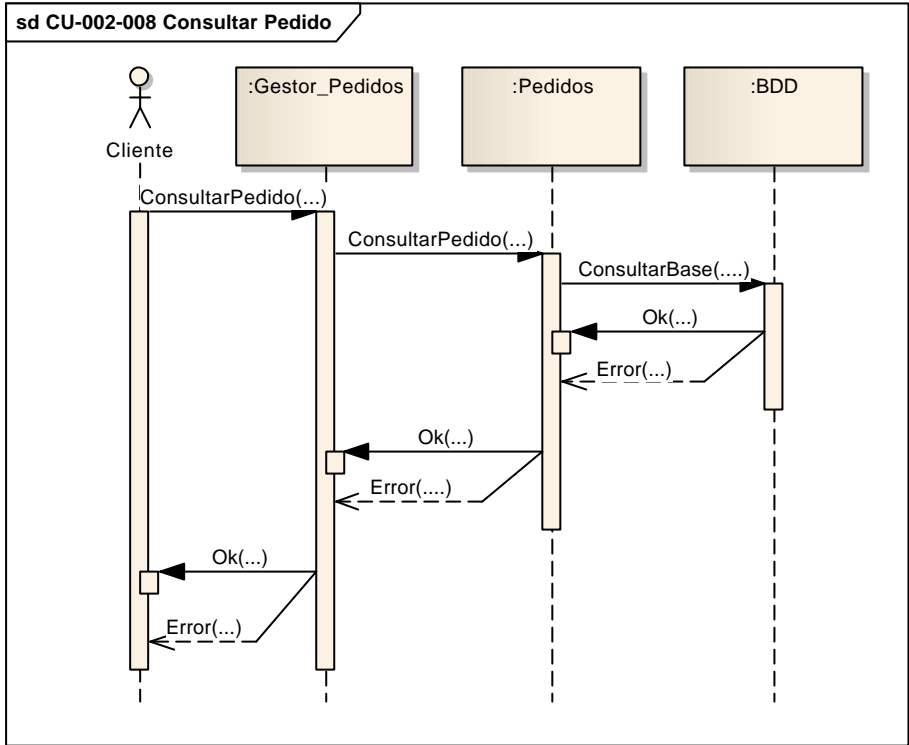 sd CU-002-008 Consultar Pedido
:Gestor_Pedidos
:Pedidos
:BDD
Cliente
ConsultarPedido(...)
ConsultarPedido(...)
ConsultarBase(....)
Ok(...)
Error(...)
Ok(...)
Error(....)
Ok(...)
Error(...)